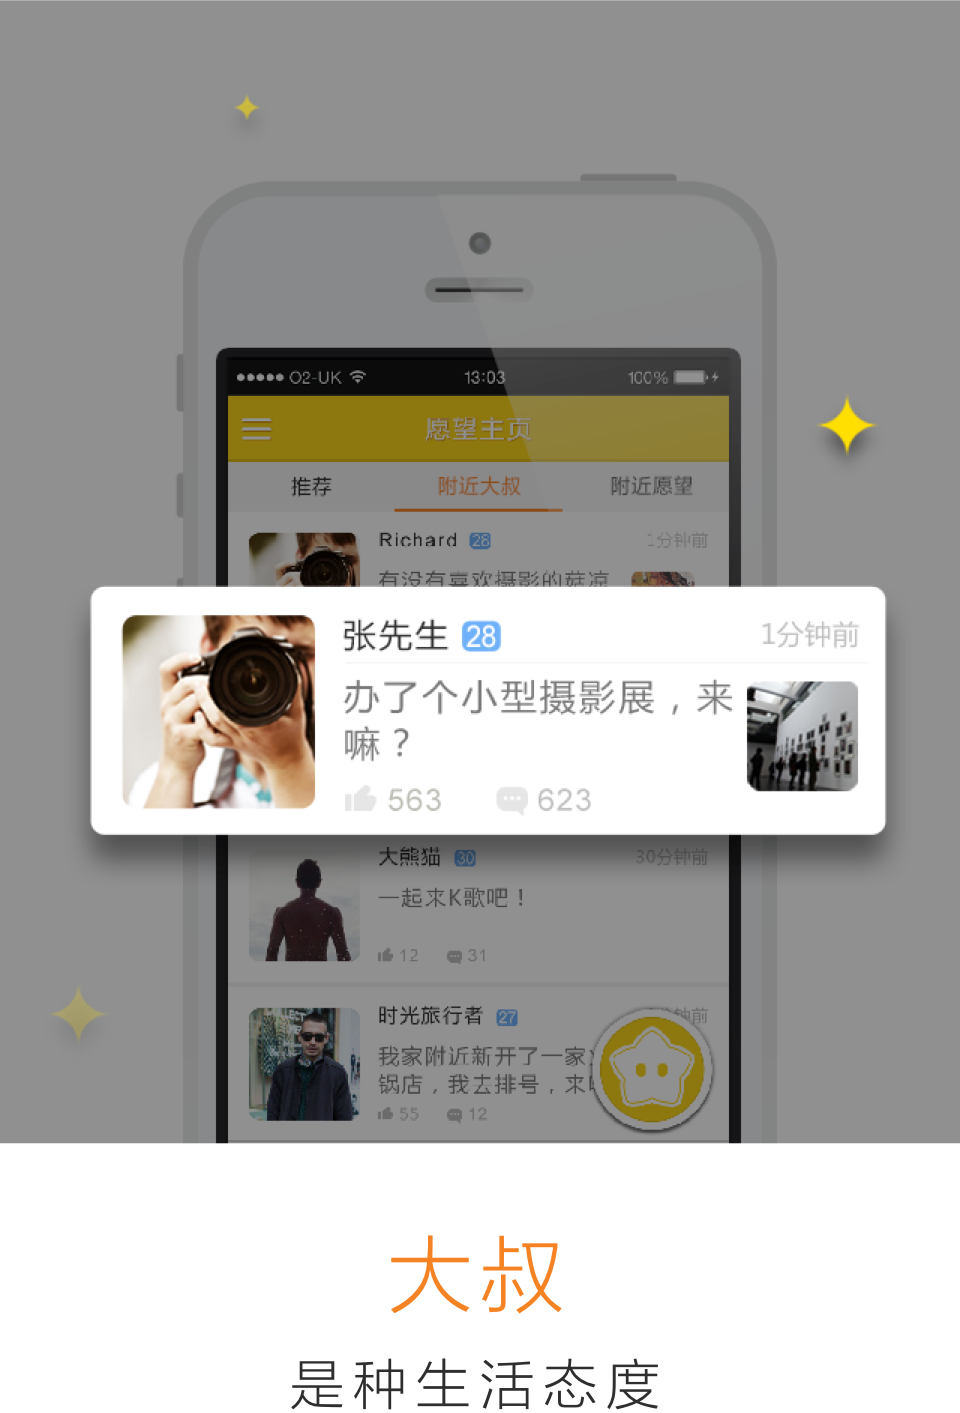 O2-UK 13:03 100%
愿望主页
推荐 附近大叔 附近愿望
Richard 28 1分钟前
有没有喜欢摄影的菇凉
张先生 28 1分钟前
办了个小型摄影展，来
嘛？
563 623
大熊猫 30 30分钟前
一起来K歌吧！
12 31
时光旅行者 27 钟前
我家附近新开了一家
锅店，我去排号，来
55 12
大叔
是种生活态度